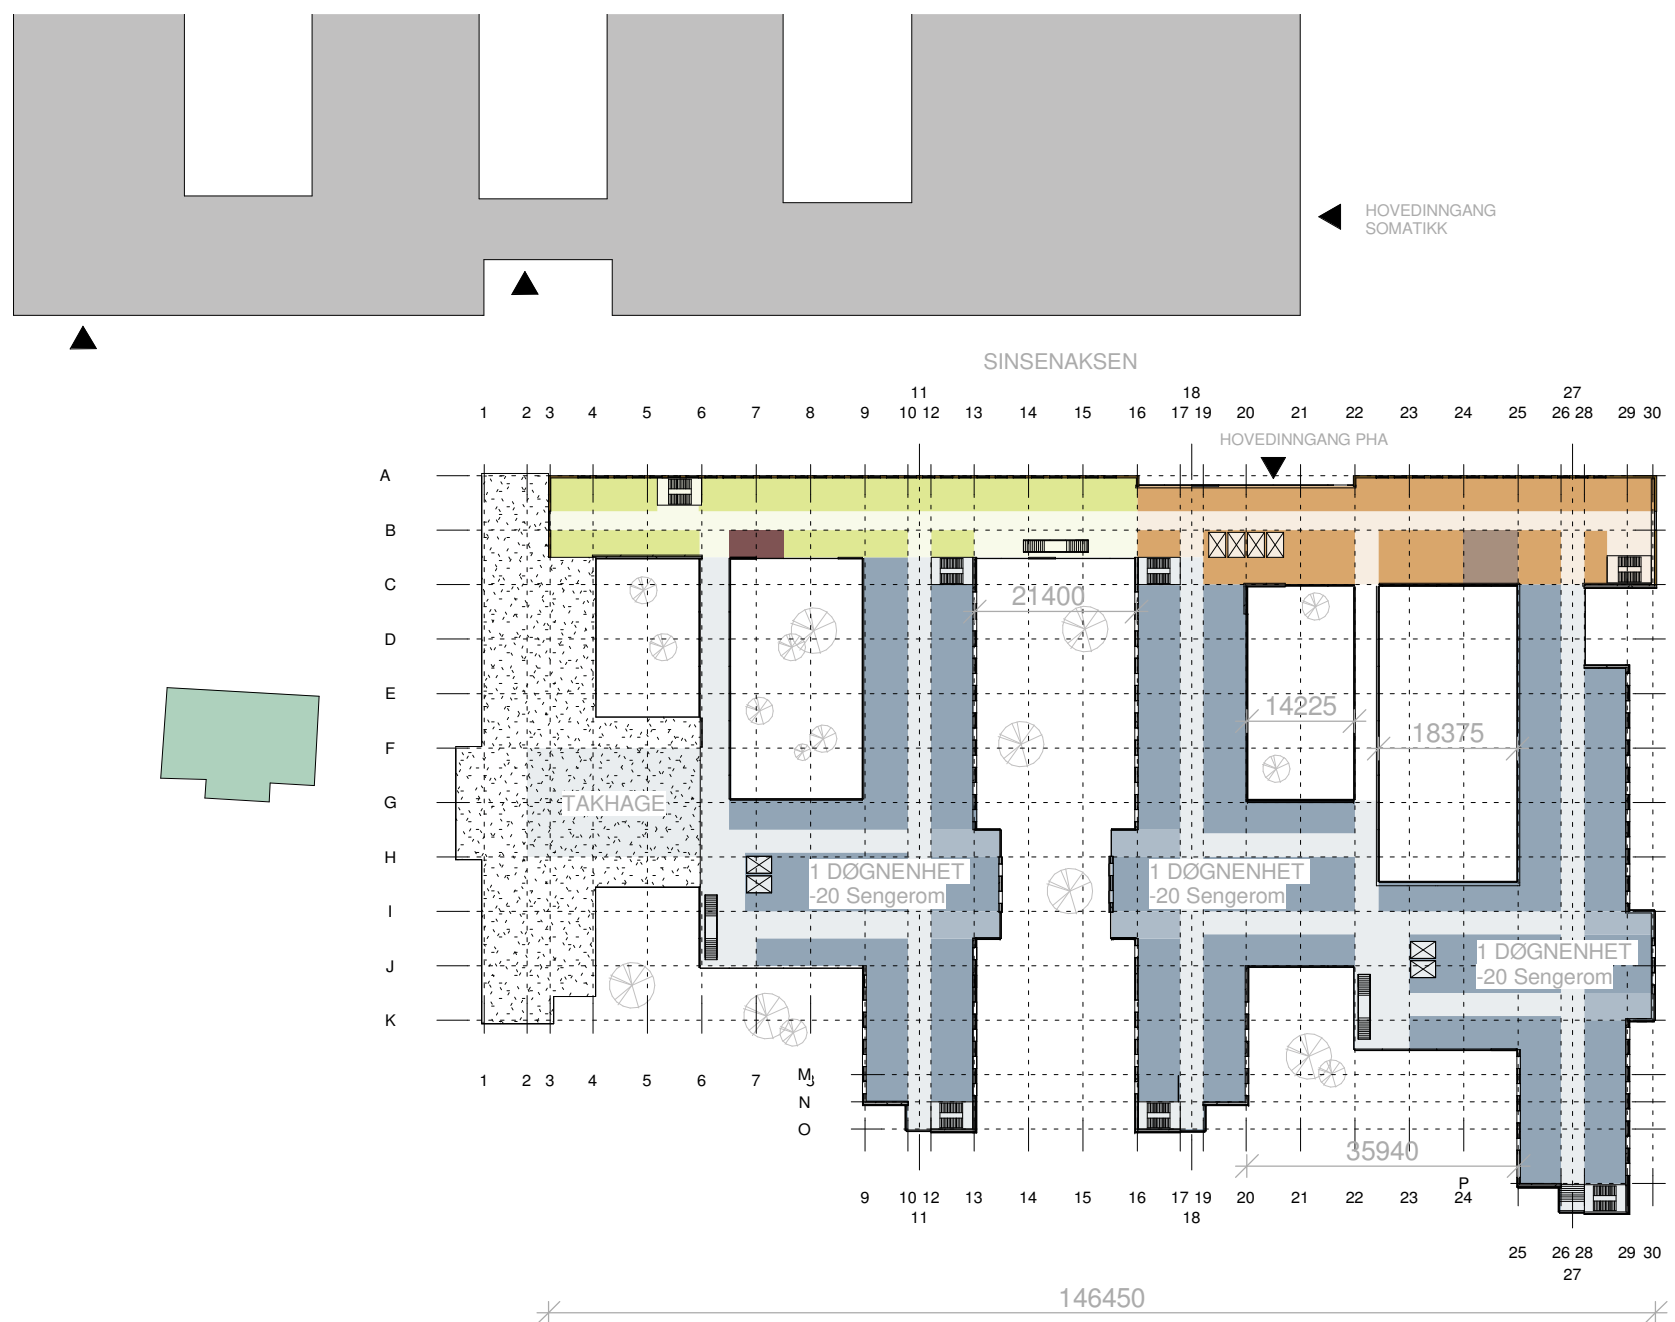 HOVEDINNGANG
SOMATIKK
SINSENAKSEN
11 18 27
1 2 3 4 5 6 7 8 9 10 12 13 14 15 16 17 19 20 21 22 23 24 25 26 28 29 30
HOVEDINNGANG PHA
A
B
C
21400
D
E
14225
F
18375
G
TAKHAGE
H
1 DØGNENHET
-20 Sengerom
1 DØGNENHET
-20 Sengerom
I
1 DØGNENHET
-20 Sengerom
J
K
1 2 3 4 5 6 7
M
N
O
35940
P
9 10 12 13 14 15 16 17 19 20 21 22 23 24
11 18
25 26 28 29 30
27
146450